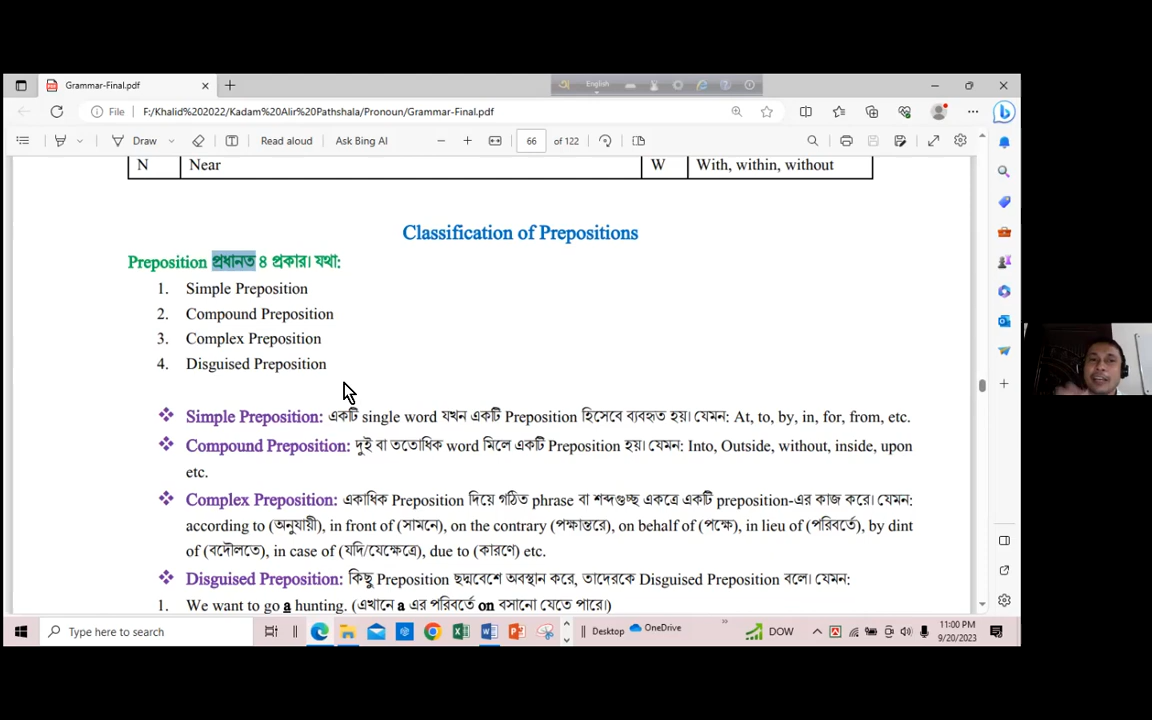 Grammar-Final.pdf
English
File F:/Khalid%202022/Kadam%20Alir%20Pathshala/Pronoun/Grammar-Final.pdf
Draw Read aloud Ask Bing AI 66 of 122
N Near W With, within, without
Classification of Prepositions
Preposition প্রধানত ৪ প্রকার। যথা:
1. Simple Preposition
2. Compound Preposition
3. Complex Preposition
4. Disguised Preposition
❖ Simple Preposition: একটি single word যখন একটি Preposition হিসেবে ব্যবহৃত হয়। যেমন: At, to, by, in, for, from, etc.
❖ Compound Preposition: দুই বা ততোধিক word মিলে একটি Preposition হয়। যেমন: Into, Outside, without, inside, upon
etc.
❖ Complex Preposition: একাধিক Preposition দিয়ে গঠিত phrase বা শব্দগুচ্ছ একত্রে একটি preposition-এর কাজ করে। যেমন:
according to (অনুযায়ী), in front of (সামনে), on the contrary (পক্ষান্তরে), on behalf of (পক্ষে), in lieu of (পরিবর্তে), by dint
of (বদৌলতে), in case of (যদি/যেক্ষেত্রে), due to (কারণে) etc.
❖ Disguised Preposition: কিছু Preposition ছদ্মবেশে অবস্থান করে, তাদেরকে Disguised Preposition বলে। যেমন:
1. We want to go a hunting. (এখানে a এর পরিবর্তে on বসানো যেতে পারে।)
Type here to search Desktop OneDrive DOW 11:00 PM
9/20/2023